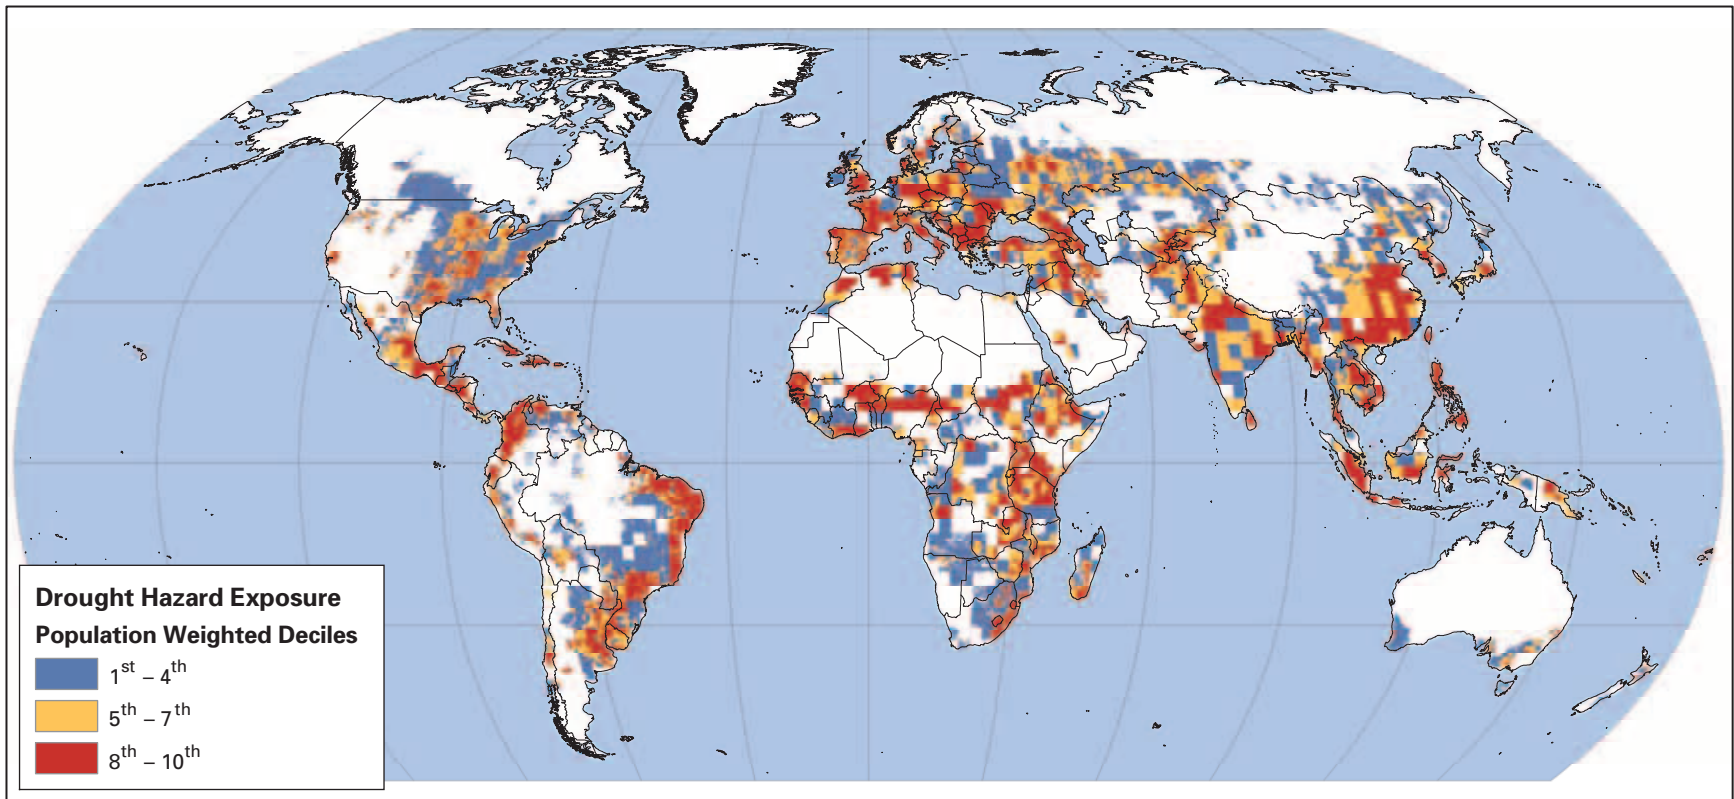 Drought Hazard Exposure
Population Weighted Deciles
1st – 4th
5th – 7th
8th – 10th